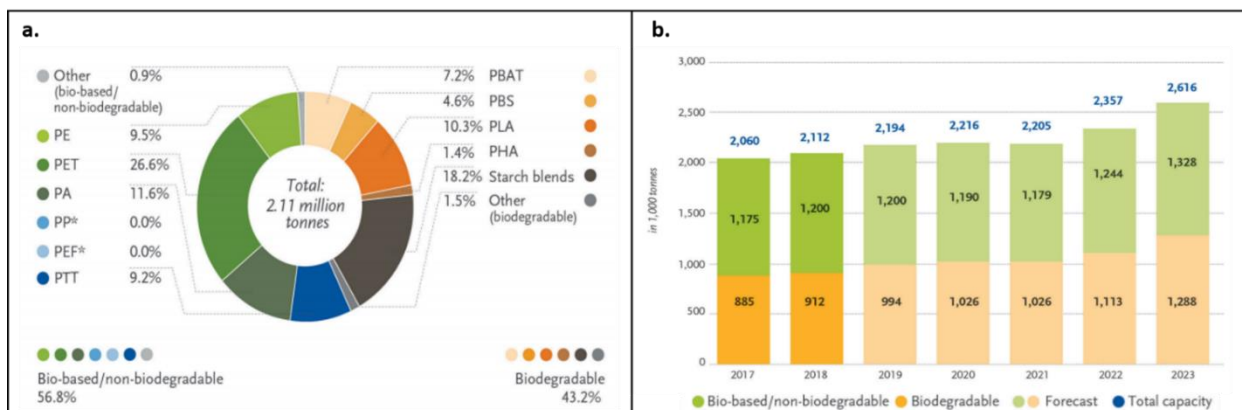 a.
Other 0.9%
(bio-based/
non-biodegradable)
PE 9.5%
PET 26.6%
PA 11.6%
PP* 0.0%
PEF* 0.0%
PTT 9.2%
Total:
2.11 million
tonnes
7.2% PBAT
4.6% PBS
10.3% PLA
1.4% PHA
18.2% Starch blends
1.5% Other
(biodegradable)
Bio-based/non-biodegradable
56.8%
Biodegradable
43.2%
b.
in 1,000 tonnes
3,000
2,500
2,000
1,500
1,000
500
0
2,060 2,112 2,194 2,216 2,205 2,357 2,616
1,175 1,200 1,200 1,190 1,179 1,244 1,328
885 912 994 1,026 1,026 1,113 1,288
2017 2018 2019 2020 2021 2022 2023
Bio-based/non-biodegradable Biodegradable Forecast Total capacity